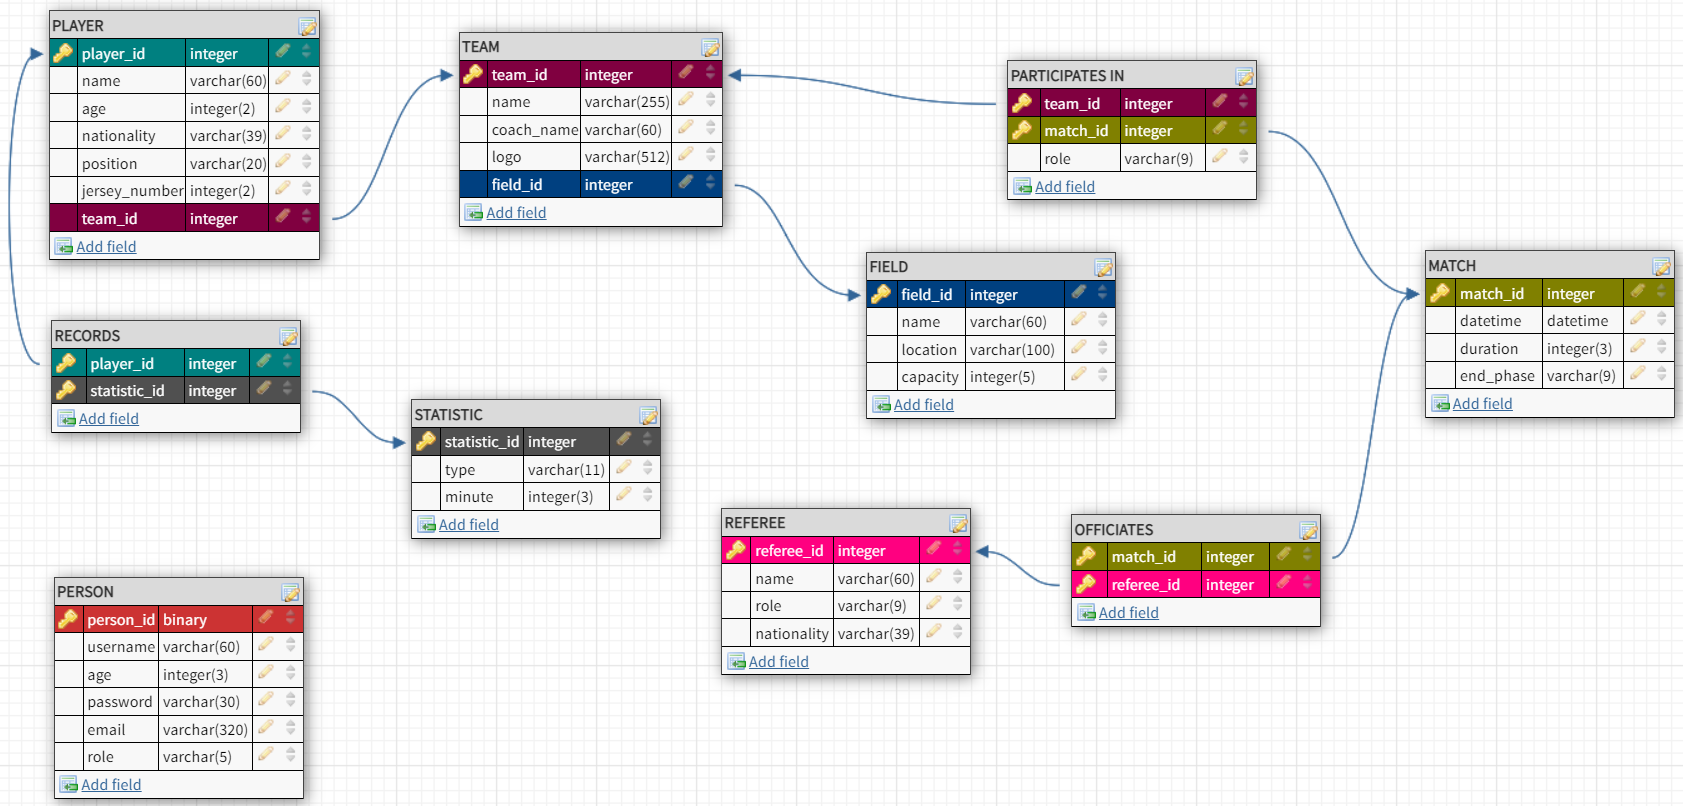 PLAYER
player_id integer
name varchar(60)
age integer(2)
nationality varchar(39)
position varchar(20)
jersey_number integer(2)
team_id integer
Add field
TEAM
team_id integer
name varchar(255)
coach_name varchar(60)
logo varchar(512)
field_id integer
Add field
PARTICIPATES IN
team_id integer
match_id integer
role varchar(9)
Add field
FIELD
field_id integer
name varchar(60)
location varchar(100)
capacity integer(5)
Add field
MATCH
match_id integer
datetime datetime
duration integer(3)
end_phase varchar(9)
Add field
RECORDS
player_id integer
statistic_id integer
Add field
STATISTIC
statistic_id integer
type varchar(11)
minute integer(3)
Add field
REFEREE
referee_id integer
name varchar(60)
role varchar(9)
nationality varchar(39)
Add field
OFFICIATES
match_id integer
referee_id integer
Add field
PERSON
person_id binary
username varchar(60)
age integer(3)
password varchar(30)
email varchar(320)
role varchar(5)
Add field